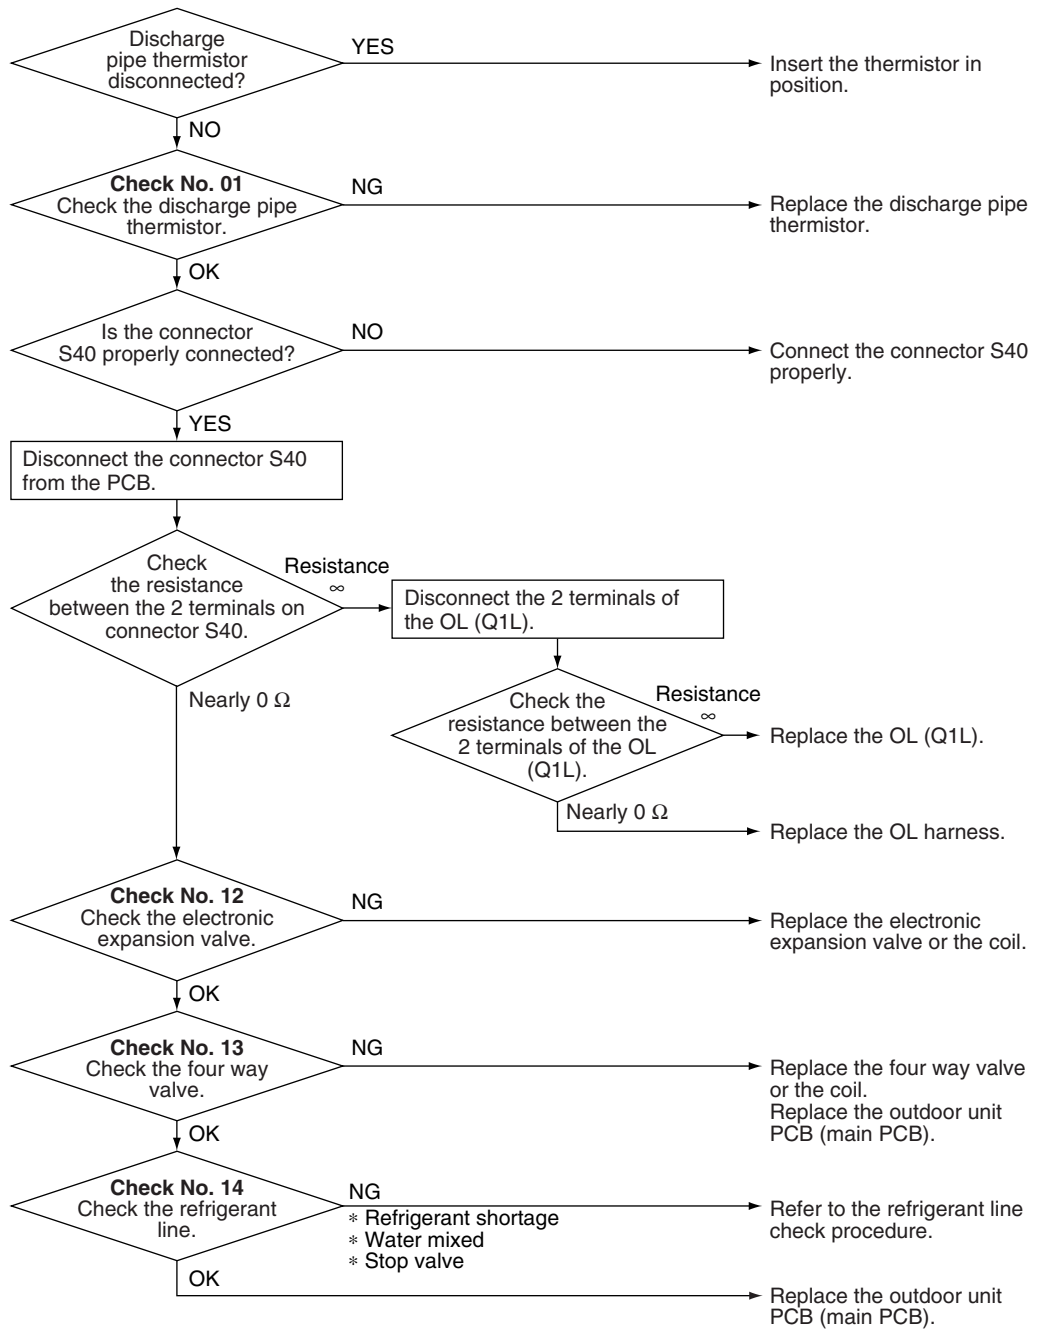 Discharge
pipe thermistor
disconnected?
YES
Insert the thermistor in
position.
NO
Check No. 01
Check the discharge pipe
thermistor.
NG
Replace the discharge pipe
thermistor.
OK
Is the connector
S40 properly connected?
NO
Connect the connector S40
properly.
YES
Disconnect the connector S40
from the PCB.
Check
the resistance
between the 2 terminals on
connector S40.
Resistance
∞
Disconnect the 2 terminals of
the OL (Q1L).
Nearly 0 Ω
Check the
resistance between the
2 terminals of the OL
(Q1L).
Resistance
∞
Replace the OL (Q1L).
Nearly 0 Ω
Replace the OL harness.
Check No. 12
Check the electronic
expansion valve.
NG
Replace the electronic
expansion valve or the coil.
OK
Check No. 13
Check the four way
valve.
NG
Replace the four way valve
or the coil.
Replace the outdoor unit
PCB (main PCB).
OK
Check No. 14
Check the refrigerant
line.
NG
* Refrigerant shortage
* Water mixed
* Stop valve
Refer to the refrigerant line
check procedure.
OK
Replace the outdoor unit
PCB (main PCB).